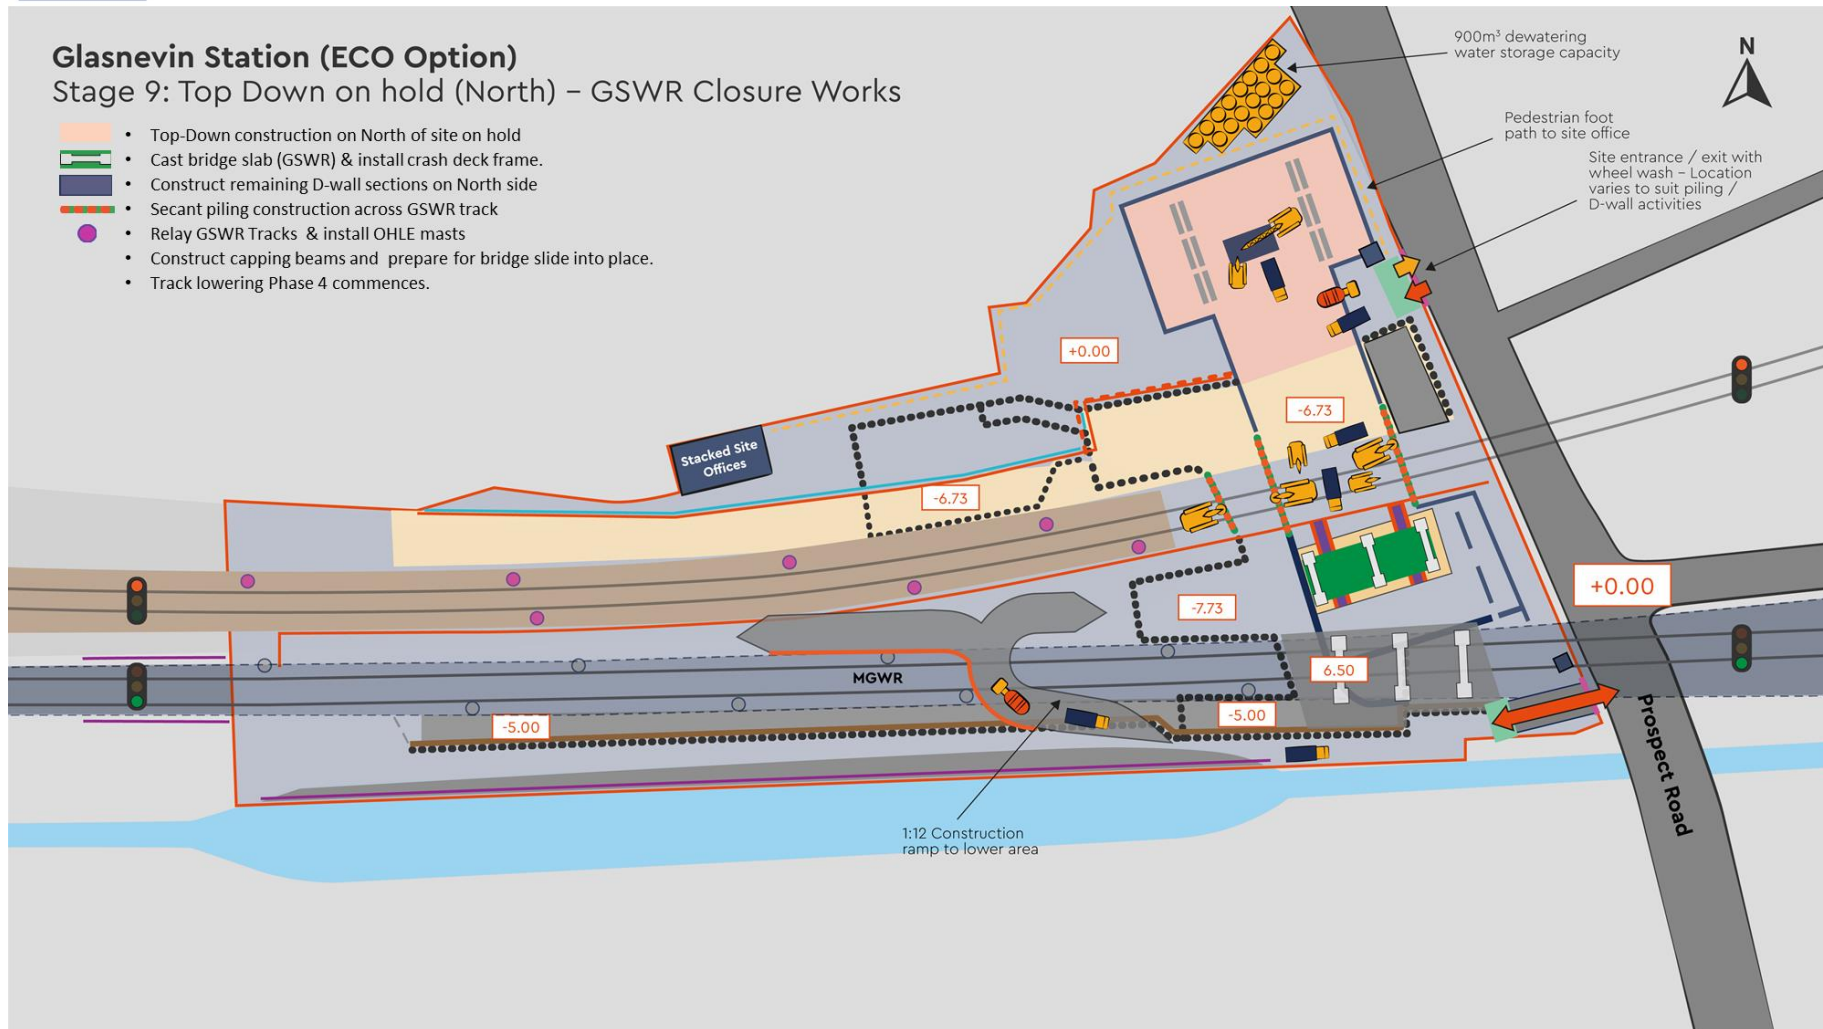 Glasnevin Station (ECO Option)
Stage 9: Top Down on hold (North) – GSWR Closure Works
• Top-Down construction on North of site on hold
• Cast bridge slab (GSWR) & install crash deck frame.
• Construct remaining D-wall sections on North side
• Secant piling construction across GSWR track
• Relay GSWR Tracks & install OHLE masts
• Construct capping beams and prepare for bridge slide into place.
• Track lowering Phase 4 commences.
900m³ dewatering
water storage capacity
N
Pedestrian foot
path to site office
Site entrance / exit with
wheel wash – Location
varies to suit piling /
D-wall activities
+0.00
-6.73
Stacked Site
Offices
-6.73
+0.00
-7.73
6.50
MGWR
-5.00
-5.00
Prospect Road
1:12 Construction
ramp to lower area